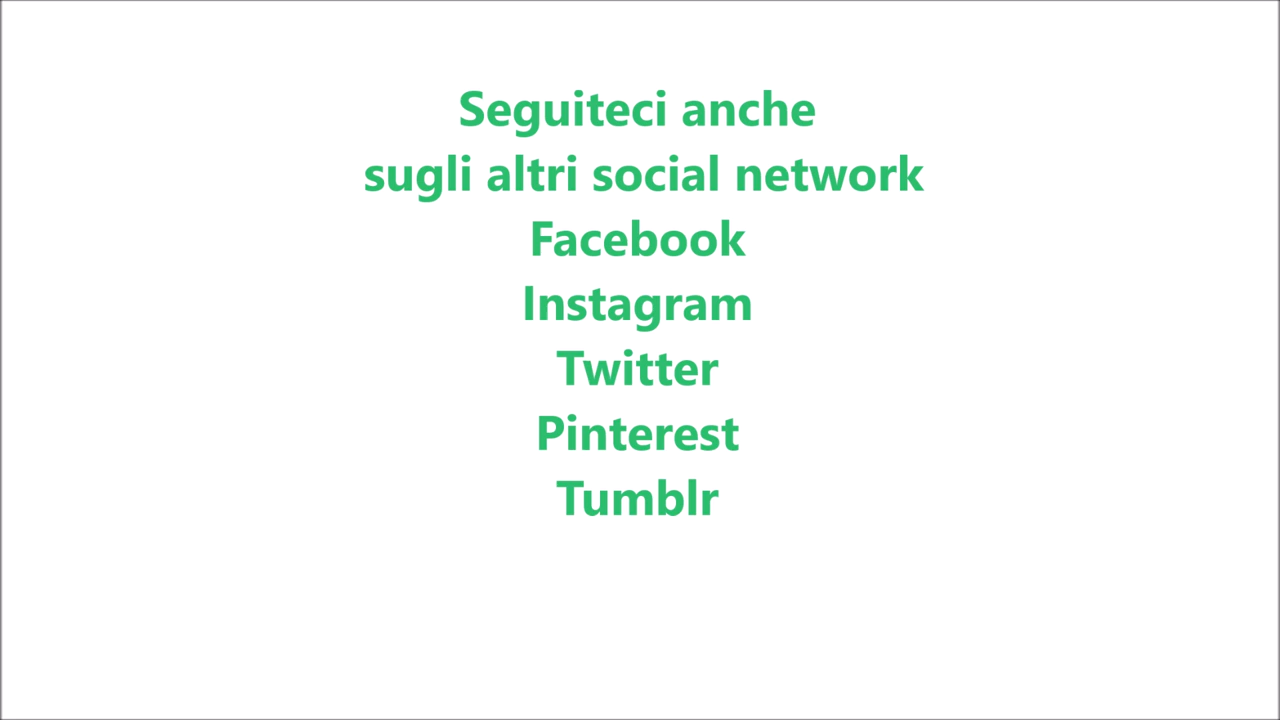 Seguiteci anche
sugli altri social network
Facebook
Instagram
Twitter
Pinterest
Tumblr